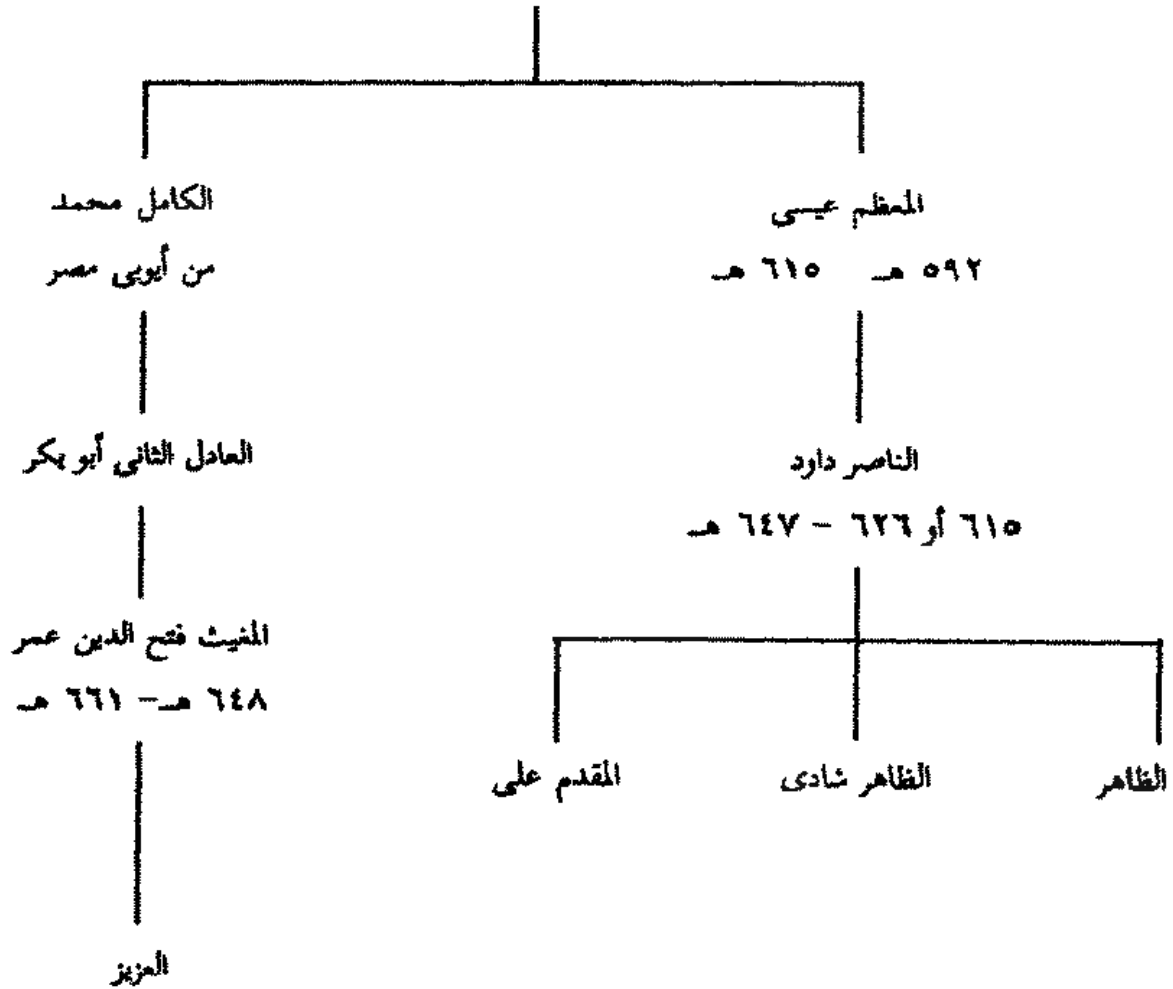 المعظم عيسى
٥٩٢ هـ ٦١٥ هـ
الكامل محمد
من أيوبى مصر
الناصر داود
٦١٥ أو ٦٢٦ – ٦٤٧ هـ
العادل الثانى أبو بكر
المغيث فتح الدين عمر
٦٤٨ هـ – ٦٦١ هـ
الظاهر
الظاهر شادى
المقدم على
العزيز